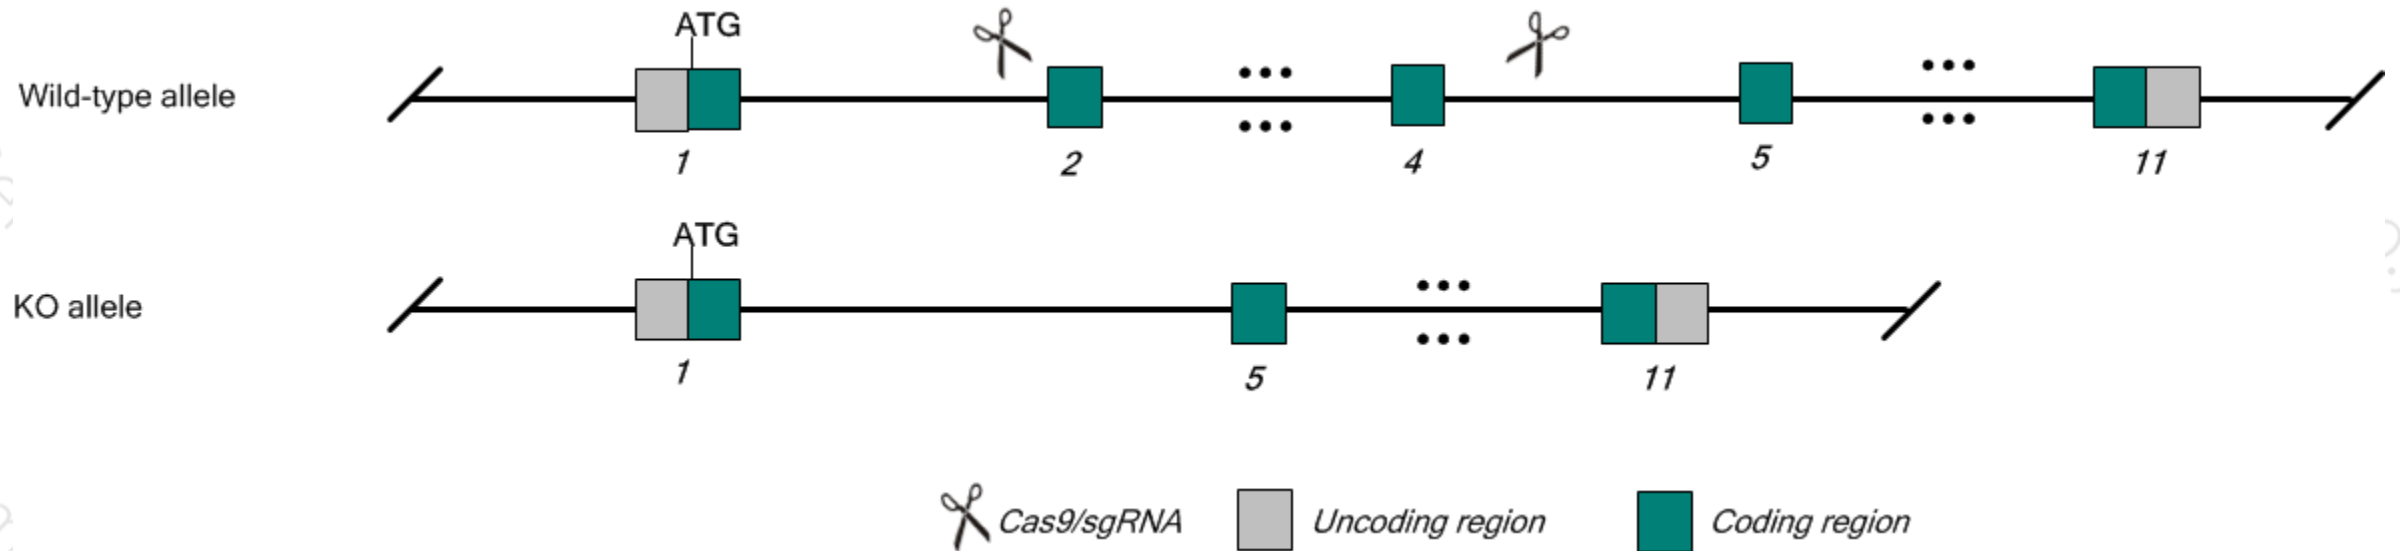 ATG
Wild-type allele
1
2
4
5
11
ATG
KO allele
1
5
11
Cas9/sgRNA
Uncoding region
Coding region